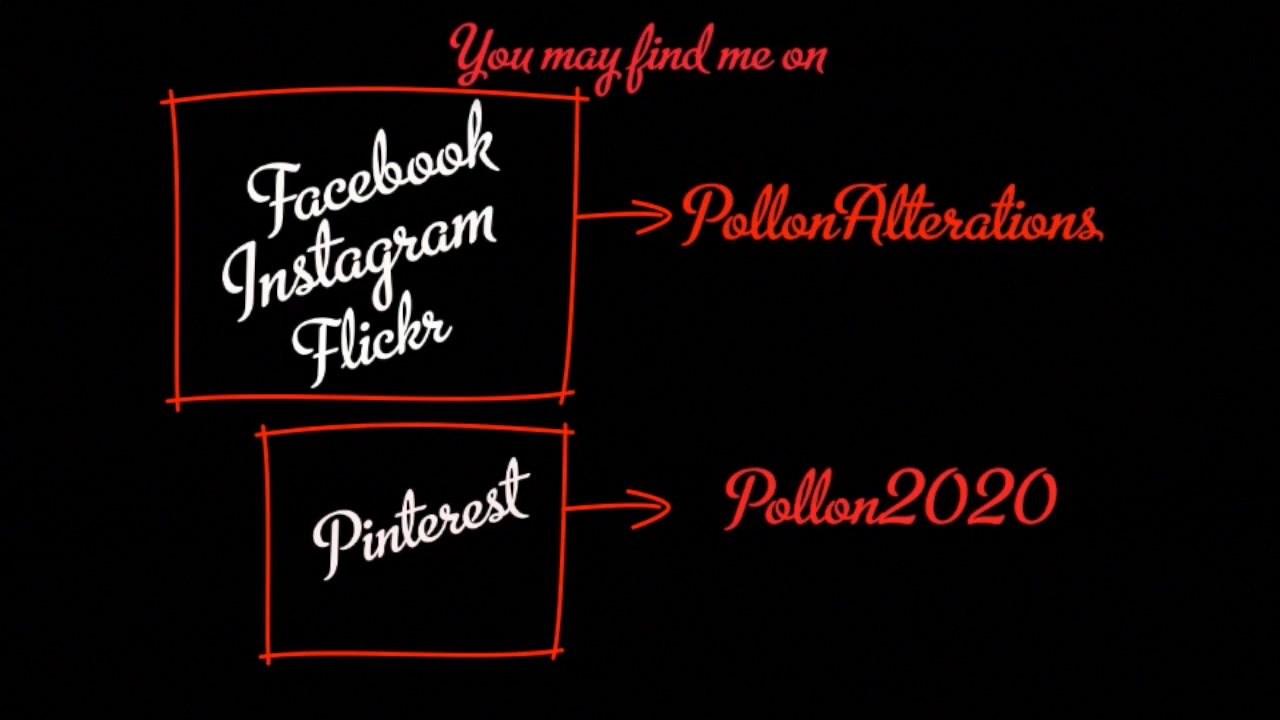 You may find me on
Facebook
Instagram
Flickr
PollonAlterations
Pinterest
Pollon2020